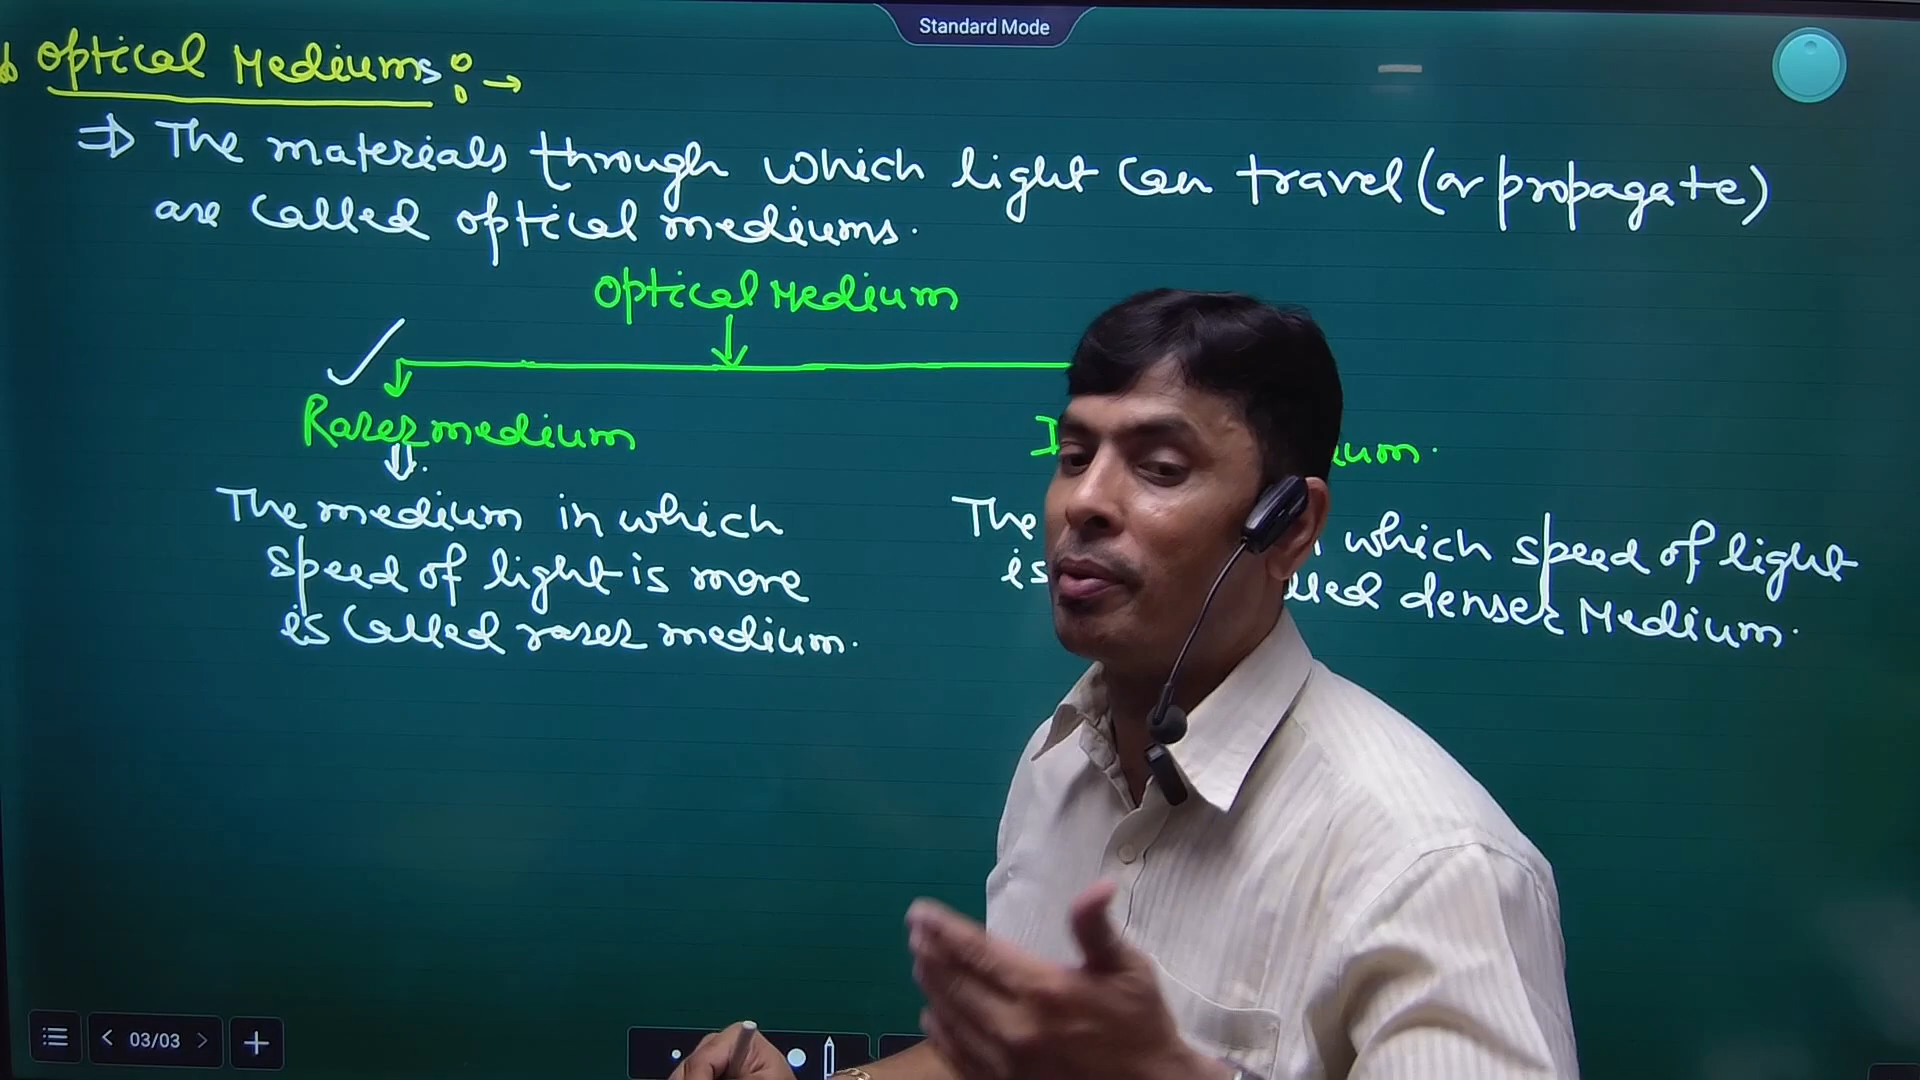 Standard Mode
Optical Mediums :→
⇒ The materials through which light can travel (or propagate)
are called optical mediums.
Optical Medium
Rarer medium
The medium in which
speed of light is more
is called rarer medium.
The which speed of light
is denser Medium.
03/03